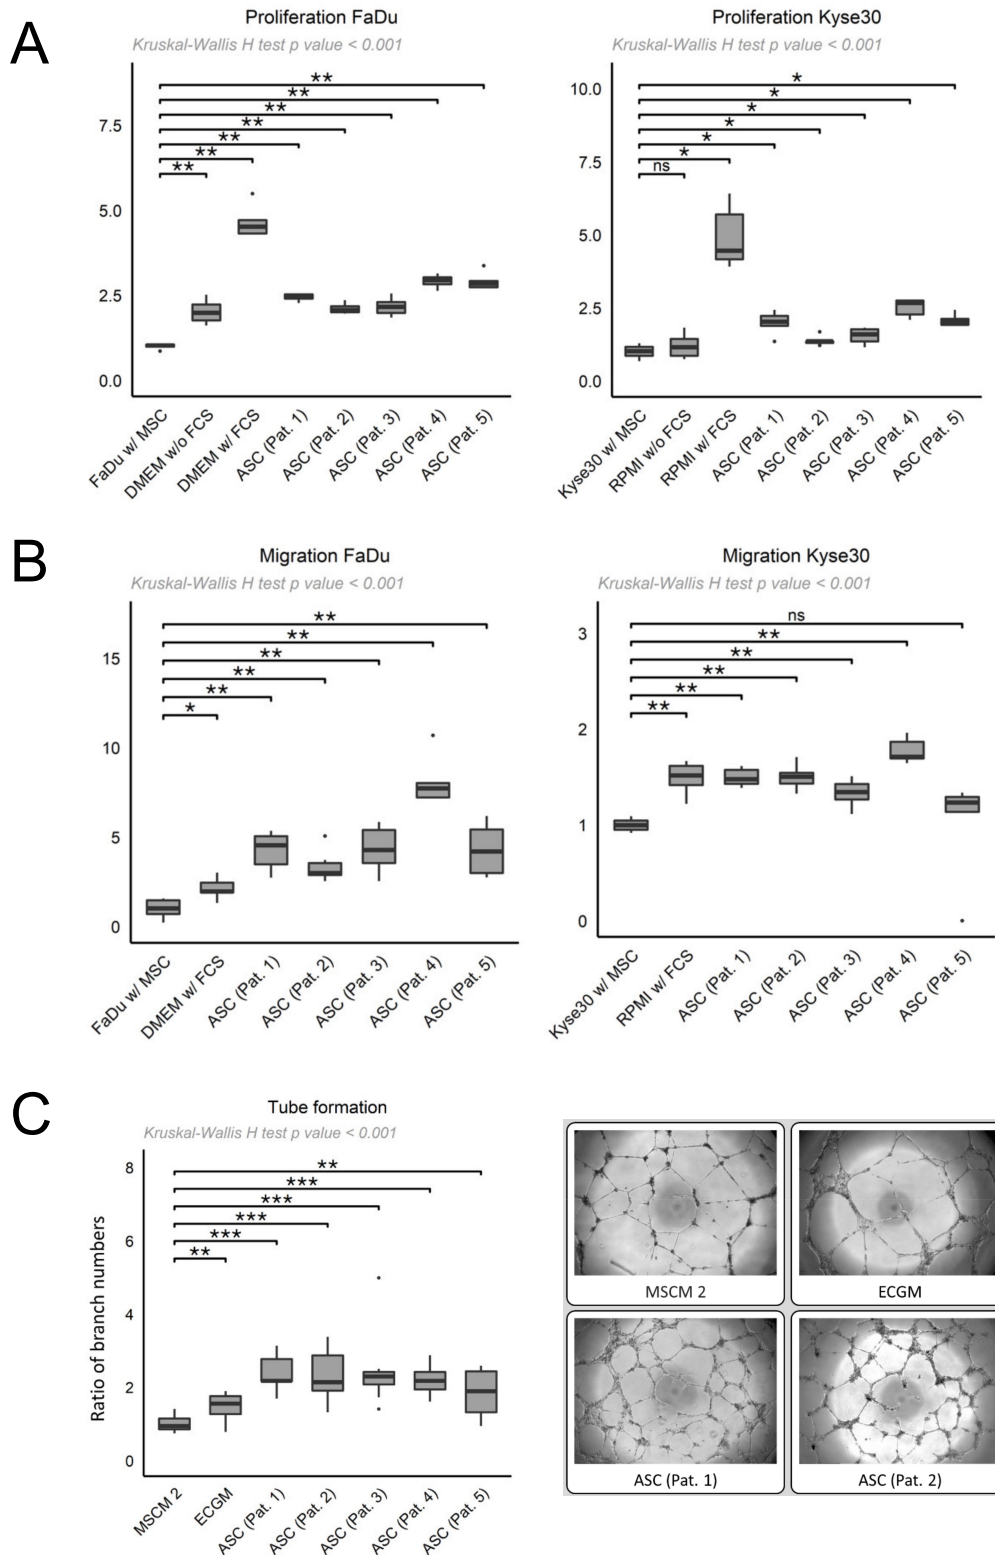 A
Proliferation FaDu
Kruskal-Wallis H test p value < 0.001
**
**
**
**
**
**
**
7.5
5.0
2.5
0.0
FaDu w/ MSC
DMEM w/o FCS
DMEM w/ FCS
ASC (Pat. 1)
ASC (Pat. 2)
ASC (Pat. 3)
ASC (Pat. 4)
ASC (Pat. 5)
Proliferation Kyse30
Kruskal-Wallis H test p value < 0.001
*
*
*
*
*
*
ns
10.0
7.5
5.0
2.5
0.0
Kyse30 w/ MSC
RPMI w/o FCS
RPMI w/ FCS
ASC (Pat. 1)
ASC (Pat. 2)
ASC (Pat. 3)
ASC (Pat. 4)
ASC (Pat. 5)
B
Migration FaDu
Kruskal-Wallis H test p value < 0.001
**
**
**
**
**
*
15
10
5
0
FaDu w/ MSC
DMEM w/ FCS
ASC (Pat. 1)
ASC (Pat. 2)
ASC (Pat. 3)
ASC (Pat. 4)
ASC (Pat. 5)
Migration Kyse30
Kruskal-Wallis H test p value < 0.001
ns
**
**
**
**
**
3
2
1
0
Kyse30 w/ MSC
RPMI w/ FCS
ASC (Pat. 1)
ASC (Pat. 2)
ASC (Pat. 3)
ASC (Pat. 4)
ASC (Pat. 5)
C
Tube formation
Kruskal-Wallis H test p value < 0.001
**
***
***
***
***
**
Ratio of branch numbers
8
6
4
2
0
MSCM 2
ECGM
ASC (Pat. 1)
ASC (Pat. 2)
ASC (Pat. 3)
ASC (Pat. 4)
ASC (Pat. 5)
MSCM 2
ECGM
ASC (Pat. 1)
ASC (Pat. 2)